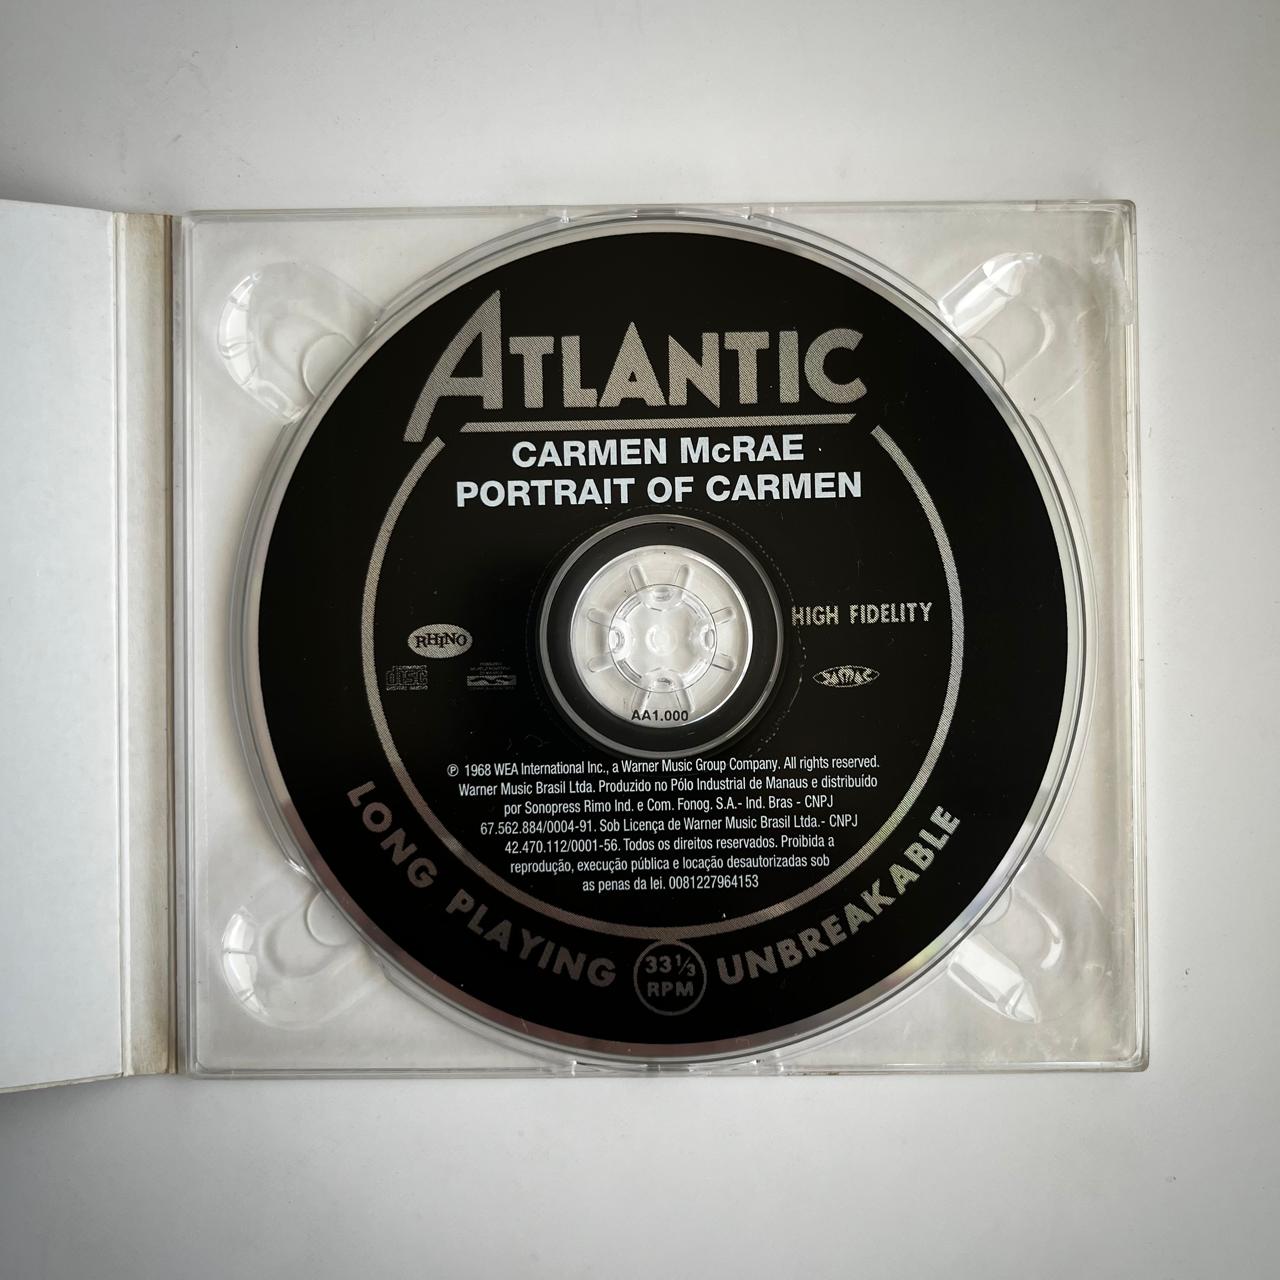 ATLANTIC
CARMEN McRAE
PORTRAIT OF CARMEN
HIGH FIDELITY
RHINO
COMPACT
DISC
DIGITAL AUDIO
AA1.000
℗ 1968 WEA International Inc., a Warner Music Group Company. All rights reserved.
Warner Music Brasil Ltda. Produzido no Pólo Industrial de Manaus e distribuído
por Sonopress Rimo Ind. e Com. Fonog. S.A.- Ind. Bras - CNPJ
67.562.884/0004-91. Sob Licença de Warner Music Brasil Ltda.- CNPJ
42.470.112/0001-56. Todos os direitos reservados. Proibida a
reprodução, execução pública e locação desautorizadas sob
as penas da lei. 0081227964153
LONG PLAYING
33 1/3
RPM
UNBREAKABLE